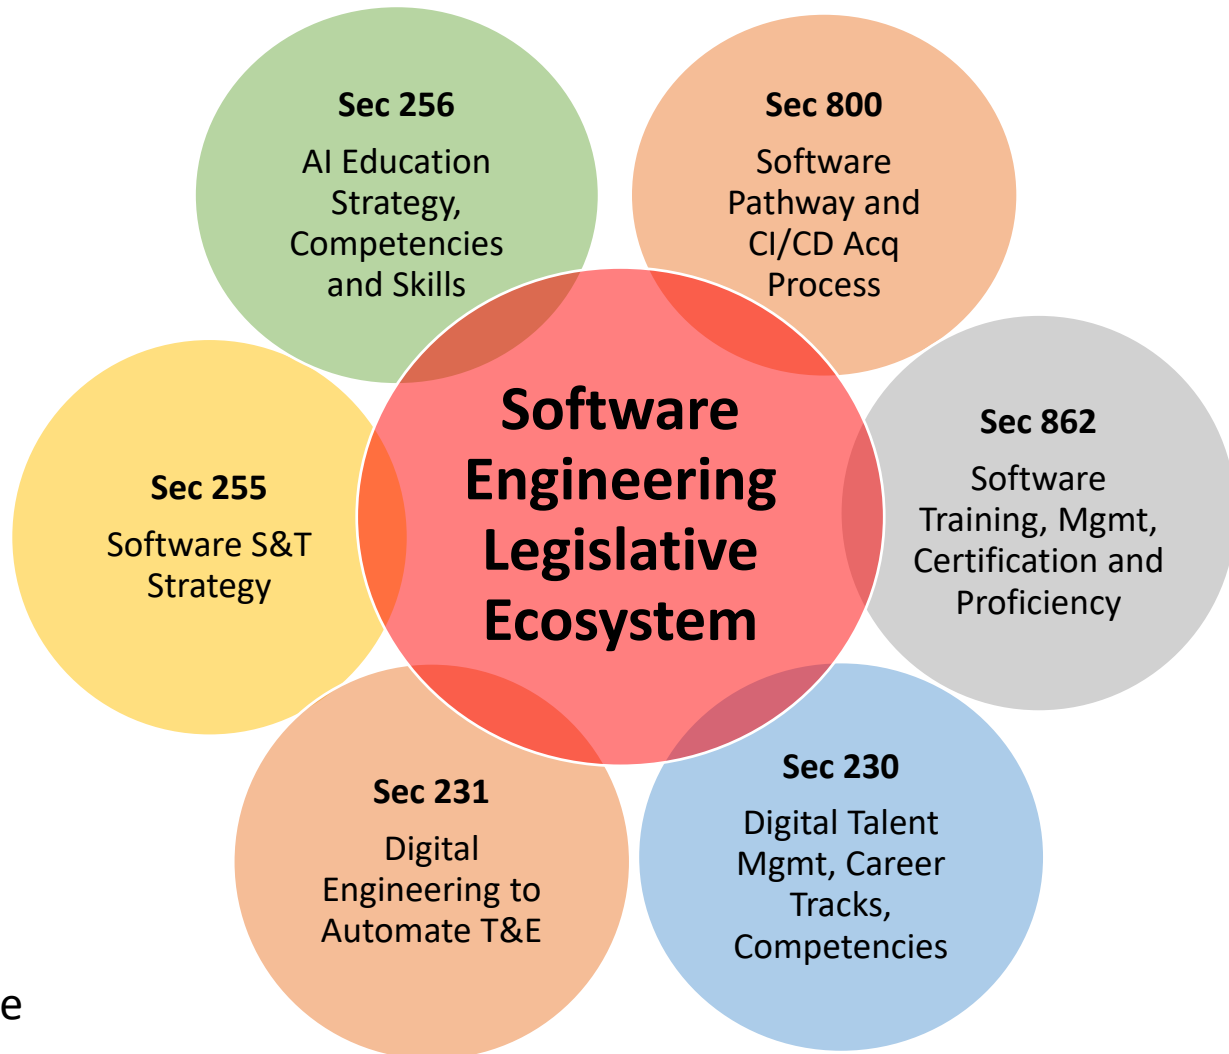 Sec 256
AI Education
Strategy,
Competencies
and Skills
Sec 800
Software
Pathway and
CI/CD Acq
Process
Sec 862
Software
Training, Mgmt,
Certification and
Proficiency
Software
Engineering
Legislative
Ecosystem
Sec 255
Software S&T
Strategy
Sec 231
Digital
Engineering to
Automate T&E
Sec 230
Digital Talent
Mgmt, Career
Tracks,
Competencies
e